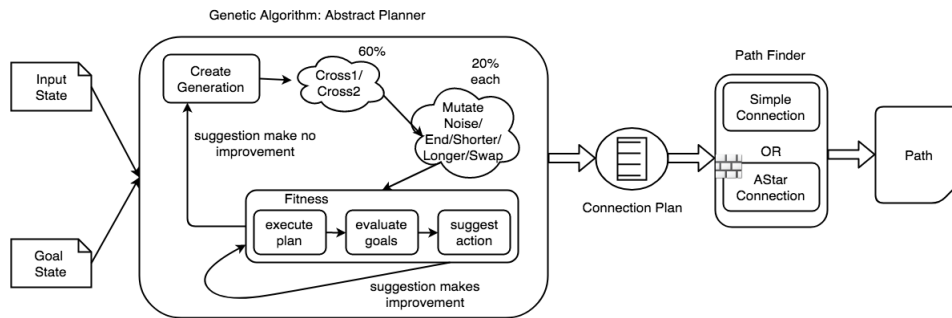 Genetic Algorithm: Abstract Planner
Input
State
Goal
State
Create
Generation
60%
Cross1/
Cross2
20%
each
Mutate
Noise/
End/Shorter/
Longer/Swap
suggestion make no
improvement
Fitness
execute
plan
evaluate
goals
suggest
action
suggestion makes
improvement
Connection Plan
Path Finder
Simple
Connection
OR
AStar
Connection
Path